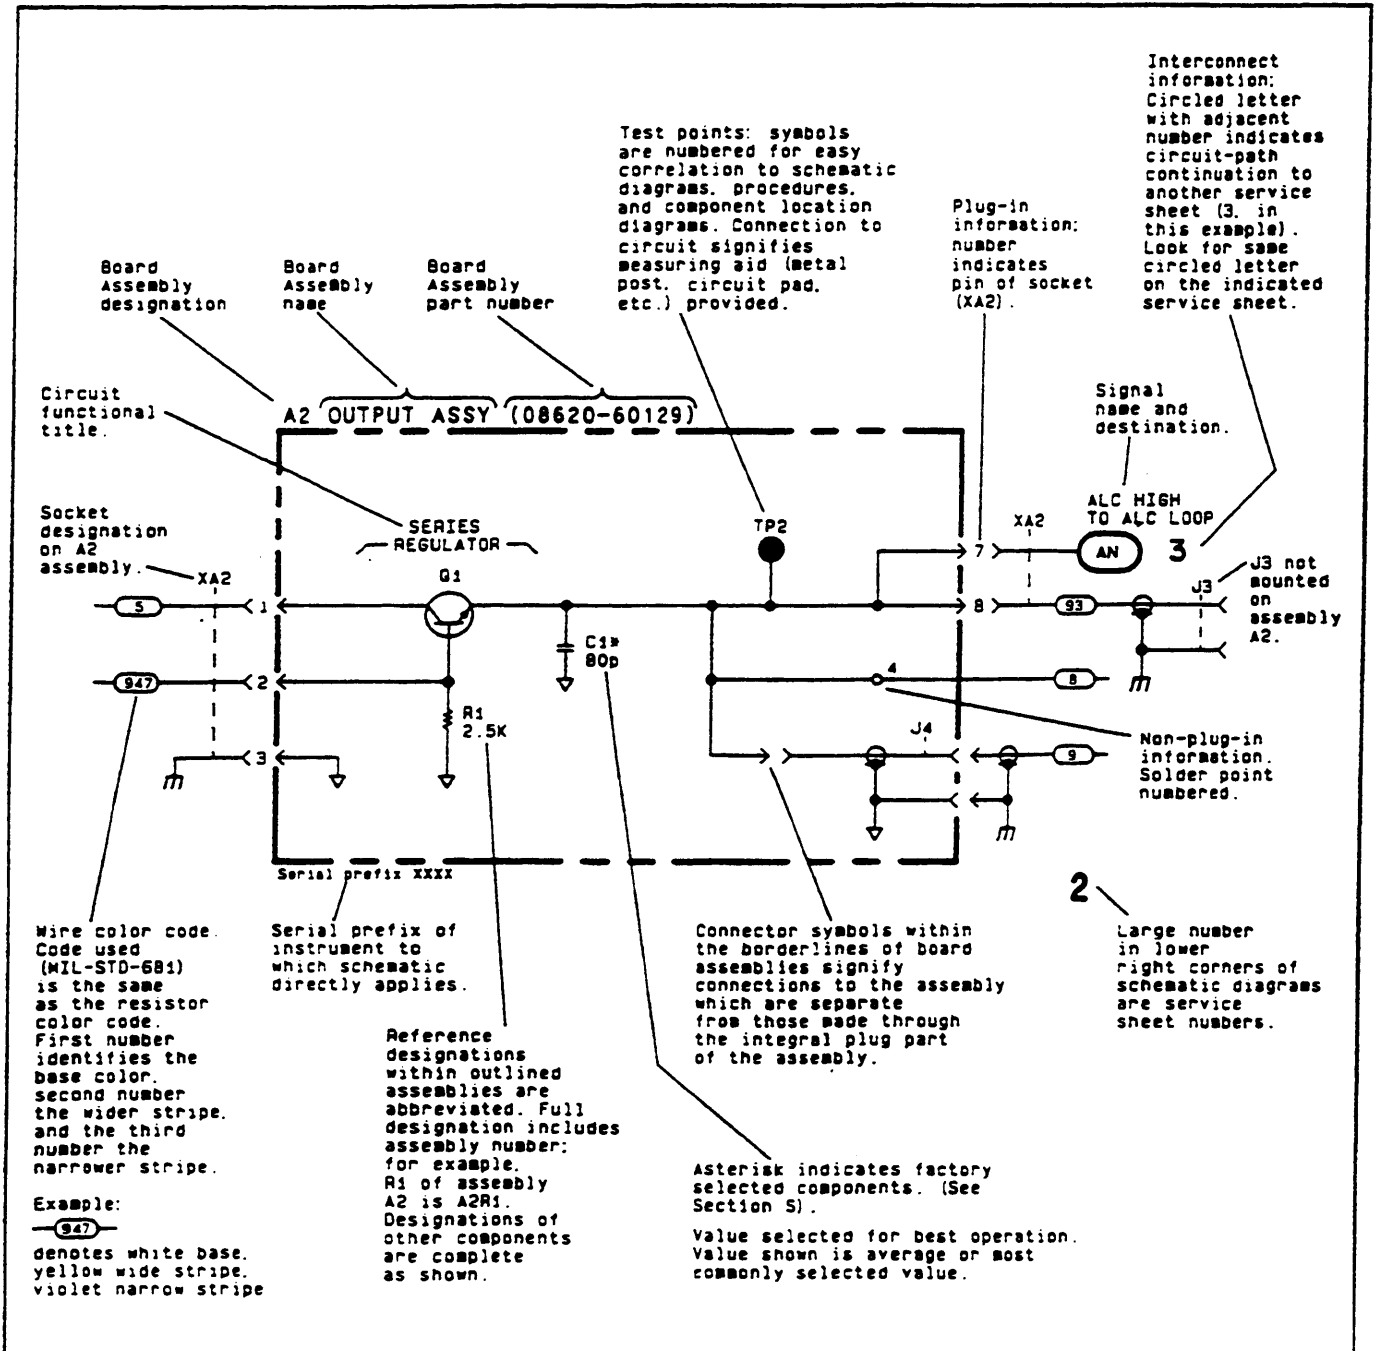 Interconnect
information:
Circled letter
with adjacent
number indicates
circuit-path
continuation to
another service
sheet (3, in
this example).
Look for same
circled letter
on the indicated
service sheet.
Test points: symbols
are numbered for easy
correlation to schematic
diagrams, procedures,
and component location
diagrams. Connection to
circuit signifies
measuring aid (metal
post, circuit pad,
etc.) provided.
Plug-in
information:
number
indicates
pin of socket
(XA2).
Board
Assembly
designation
Board
Assembly
name
Board
Assembly
part number
Circuit
functional
title.
A2 OUTPUT ASSY (08620-60129)
Signal
name and
destination.
Socket
designation
on A2
assembly.
XA2
SERIES
REGULATOR
Q1
TP2
XA2
ALC HIGH
TO ALC LOOP
7
AN
3
J3 not
mounted
on
assembly
A2.
J3
5
1
8
93
C1*
80p
947
2
4
8
R1
2.5K
J4
3
9
Non-plug-in
information.
Solder point
numbered.
Serial prefix XXXX
2
Wire color code.
Code used
(MIL-STD-681)
is the same
as the resistor
color code.
First number
identifies the
base color,
second number
the wider stripe,
and the third
number the
narrower stripe.
Example:
947
denotes white base,
yellow wide stripe,
violet narrow stripe
Serial prefix of
instrument to
which schematic
directly applies.
Reference
designations
within outlined
assemblies are
abbreviated. Full
designation includes
assembly number;
for example,
R1 of assembly
A2 is A2R1.
Designations of
other components
are complete
as shown.
Connector symbols within
the borderlines of board
assemblies signify
connections to the assembly
which are separate
from those made through
the integral plug part
of the assembly.
Large number
in lower
right corners of
schematic diagrams
are service
sheet numbers.
Asterisk indicates factory
selected components. (See
Section 5).
Value selected for best operation.
Value shown is average or most
commonly selected value.